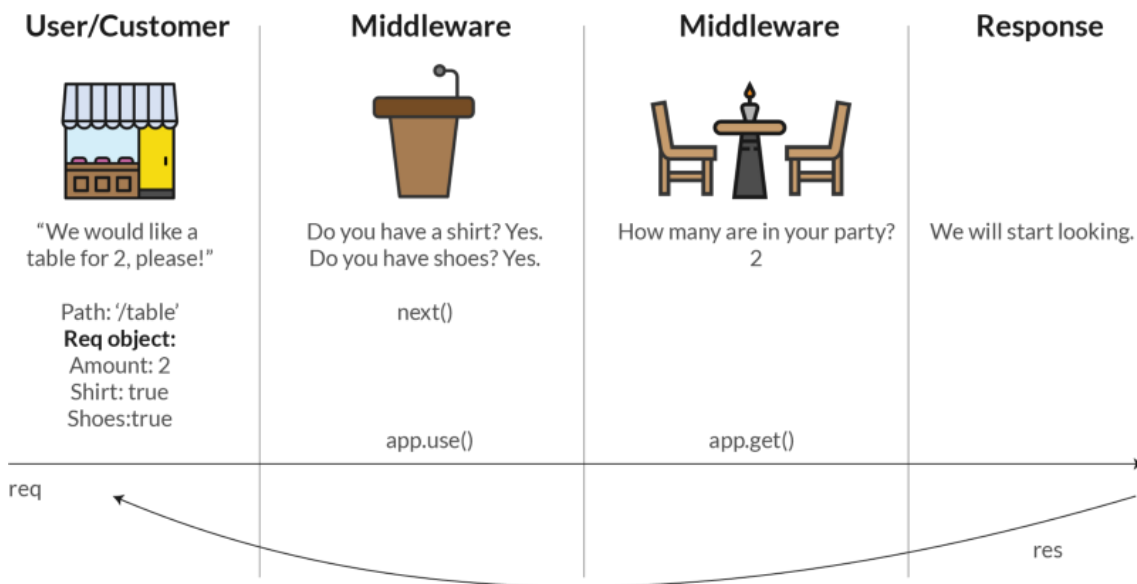 User/Customer
Middleware
Middleware
Response
“We would like a
table for 2, please!”
Path: ‘/table’
Req object:
Amount: 2
Shirt: true
Shoes:true
Do you have a shirt? Yes.
Do you have shoes? Yes.
next()
app.use()
How many are in your party?
2
app.get()
We will start looking.
req
res